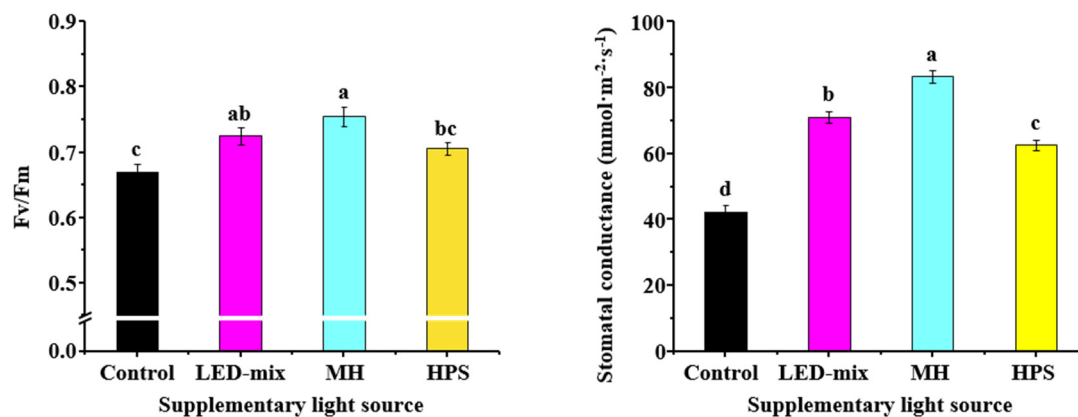 0.9
0.8
0.7
0.6
0.5
0.0
Fv/Fm
c
ab
a
bc
Control LED-mix MH HPS
Supplementary light source
100
80
60
40
20
0
Stomatal conductance (mmol·m⁻²·s⁻¹)
d
b
a
c
Control LED-mix MH HPS
Supplementary light source